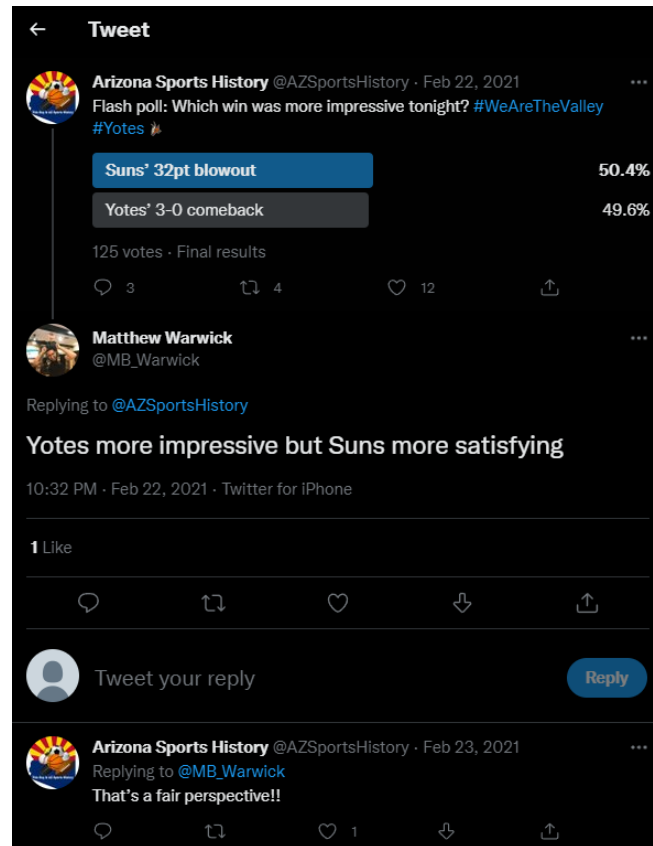 Tweet
Arizona Sports History @AZSportsHistory · Feb 22, 2021
Flash poll: Which win was more impressive tonight? #WeAreTheValley
#Yotes
Suns’ 32pt blowout 50.4%
Yotes’ 3-0 comeback 49.6%
125 votes · Final results
3 4 12
Matthew Warwick
@MB_Warwick
Replying to @AZSportsHistory
Yotes more impressive but Suns more satisfying
10:32 PM · Feb 22, 2021 · Twitter for iPhone
1 Like
Tweet your reply Reply
Arizona Sports History @AZSportsHistory · Feb 23, 2021
Replying to @MB_Warwick
That’s a fair perspective!!
1